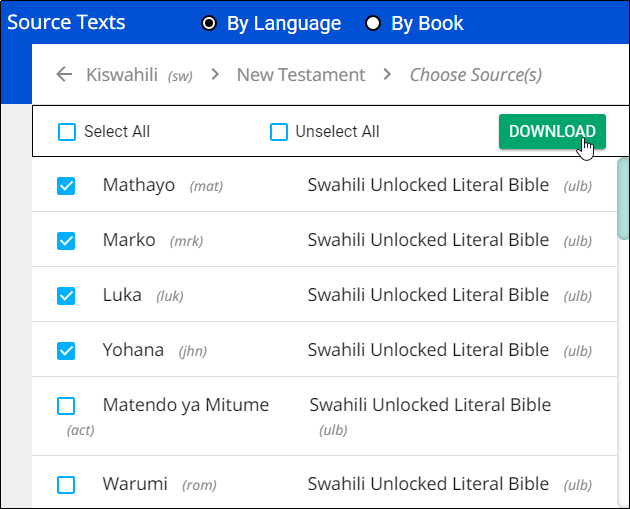 Source Texts By Language By Book
Kiswahili (sw) > New Testament > Choose Source(s)
Select All Unselect All DOWNLOAD
Mathayo (mat) Swahili Unlocked Literal Bible (ulb)
Marko (mrk) Swahili Unlocked Literal Bible (ulb)
Luka (luk) Swahili Unlocked Literal Bible (ulb)
Yohana (jhn) Swahili Unlocked Literal Bible (ulb)
Matendo ya Mitume Swahili Unlocked Literal Bible
(act) (ulb)
Warumi (rom) Swahili Unlocked Literal Bible (ulb)